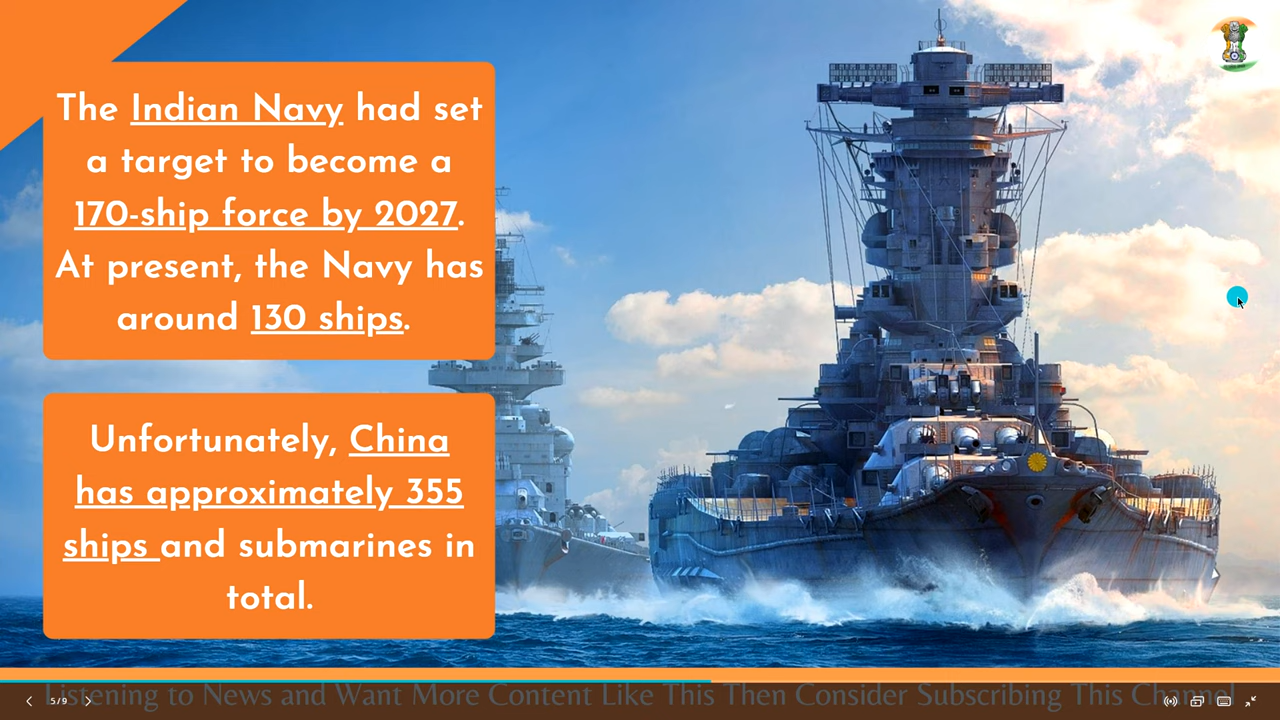 The Indian Navy had set
a target to become a
170-ship force by 2027.
At present, the Navy has
around 130 ships.
Unfortunately, China
has approximately 355
ships and submarines in
total.
Listening to News and Want More Content Like This Then Consider Subscribing This Channel
5/9